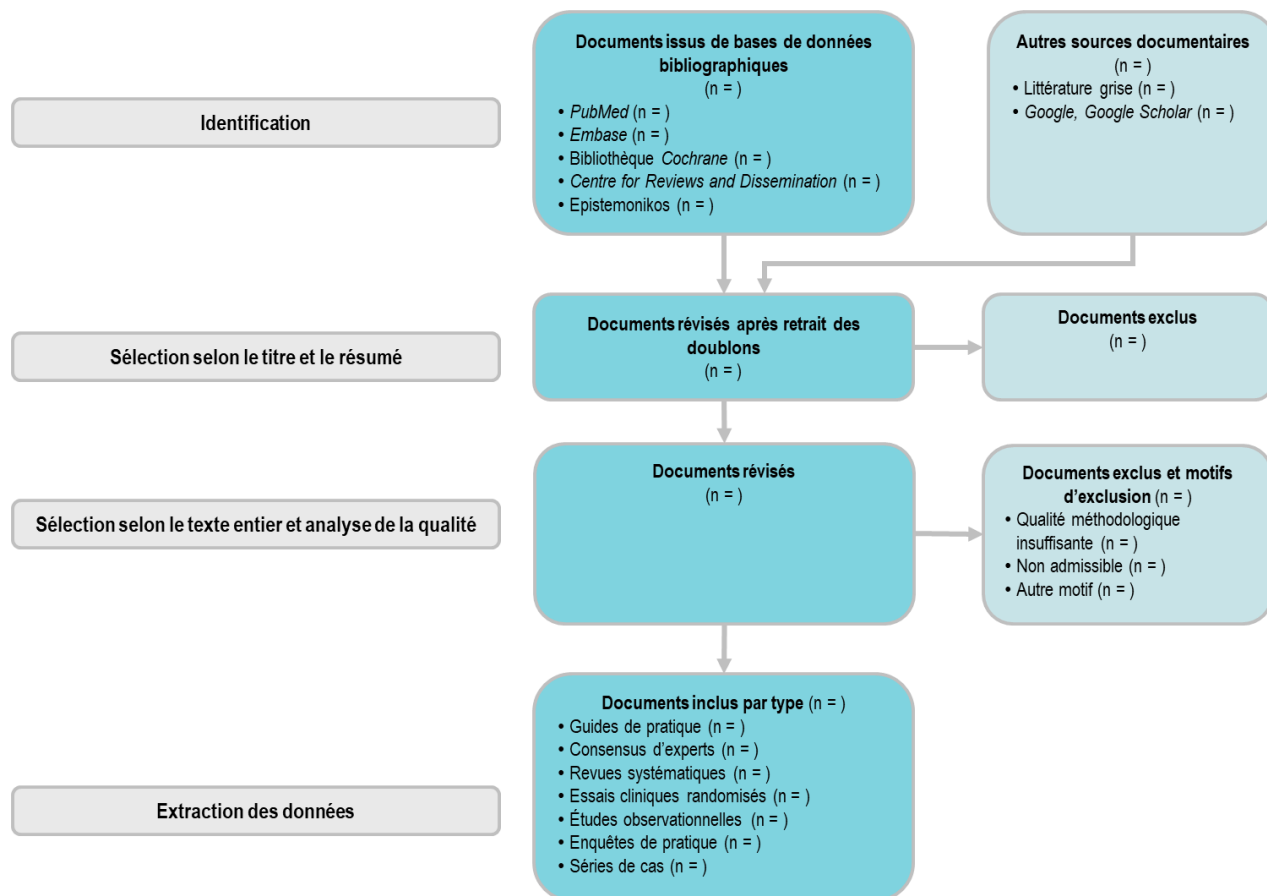 Identification
Documents issus de bases de données
bibliographiques
(n = )
• PubMed (n = )
• Embase (n = )
• Bibliothèque Cochrane (n = )
• Centre for Reviews and Dissemination (n = )
• Epistemonikos (n = )
Autres sources documentaires
(n = )
• Littérature grise (n = )
• Google, Google Scholar (n = )
Sélection selon le titre et le résumé
Documents révisés après retrait des
doublons
(n = )
Documents exclus
(n = )
Sélection selon le texte entier et analyse de la qualité
Documents révisés
(n = )
Documents exclus et motifs
d’exclusion (n = )
• Qualité méthodologique
insuffisante (n = )
• Non admissible (n = )
• Autre motif (n = )
Extraction des données
Documents inclus par type (n = )
• Guides de pratique (n = )
• Consensus d’experts (n = )
• Revues systématiques (n = )
• Essais cliniques randomisés (n = )
• Études observationnelles (n = )
• Enquêtes de pratique (n = )
• Séries de cas (n = )